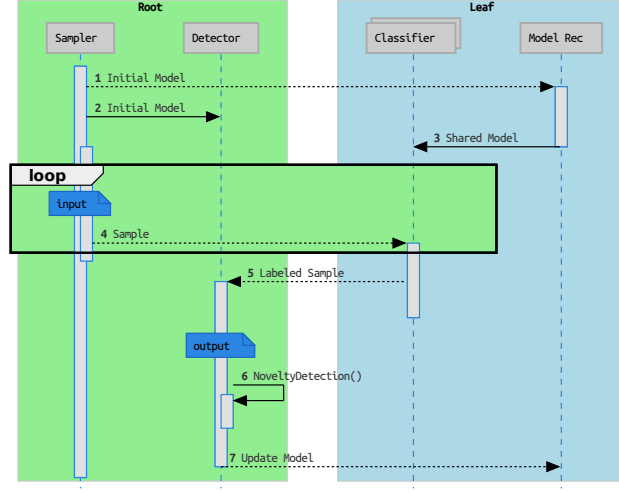 Root
Leaf
Sampler
Detector
Classifier
Model Rec
1 Initial Model
2 Initial Model
3 Shared Model
loop
input
4 Sample
5 Labeled Sample
output
6 NoveltyDetection()
7 Update Model